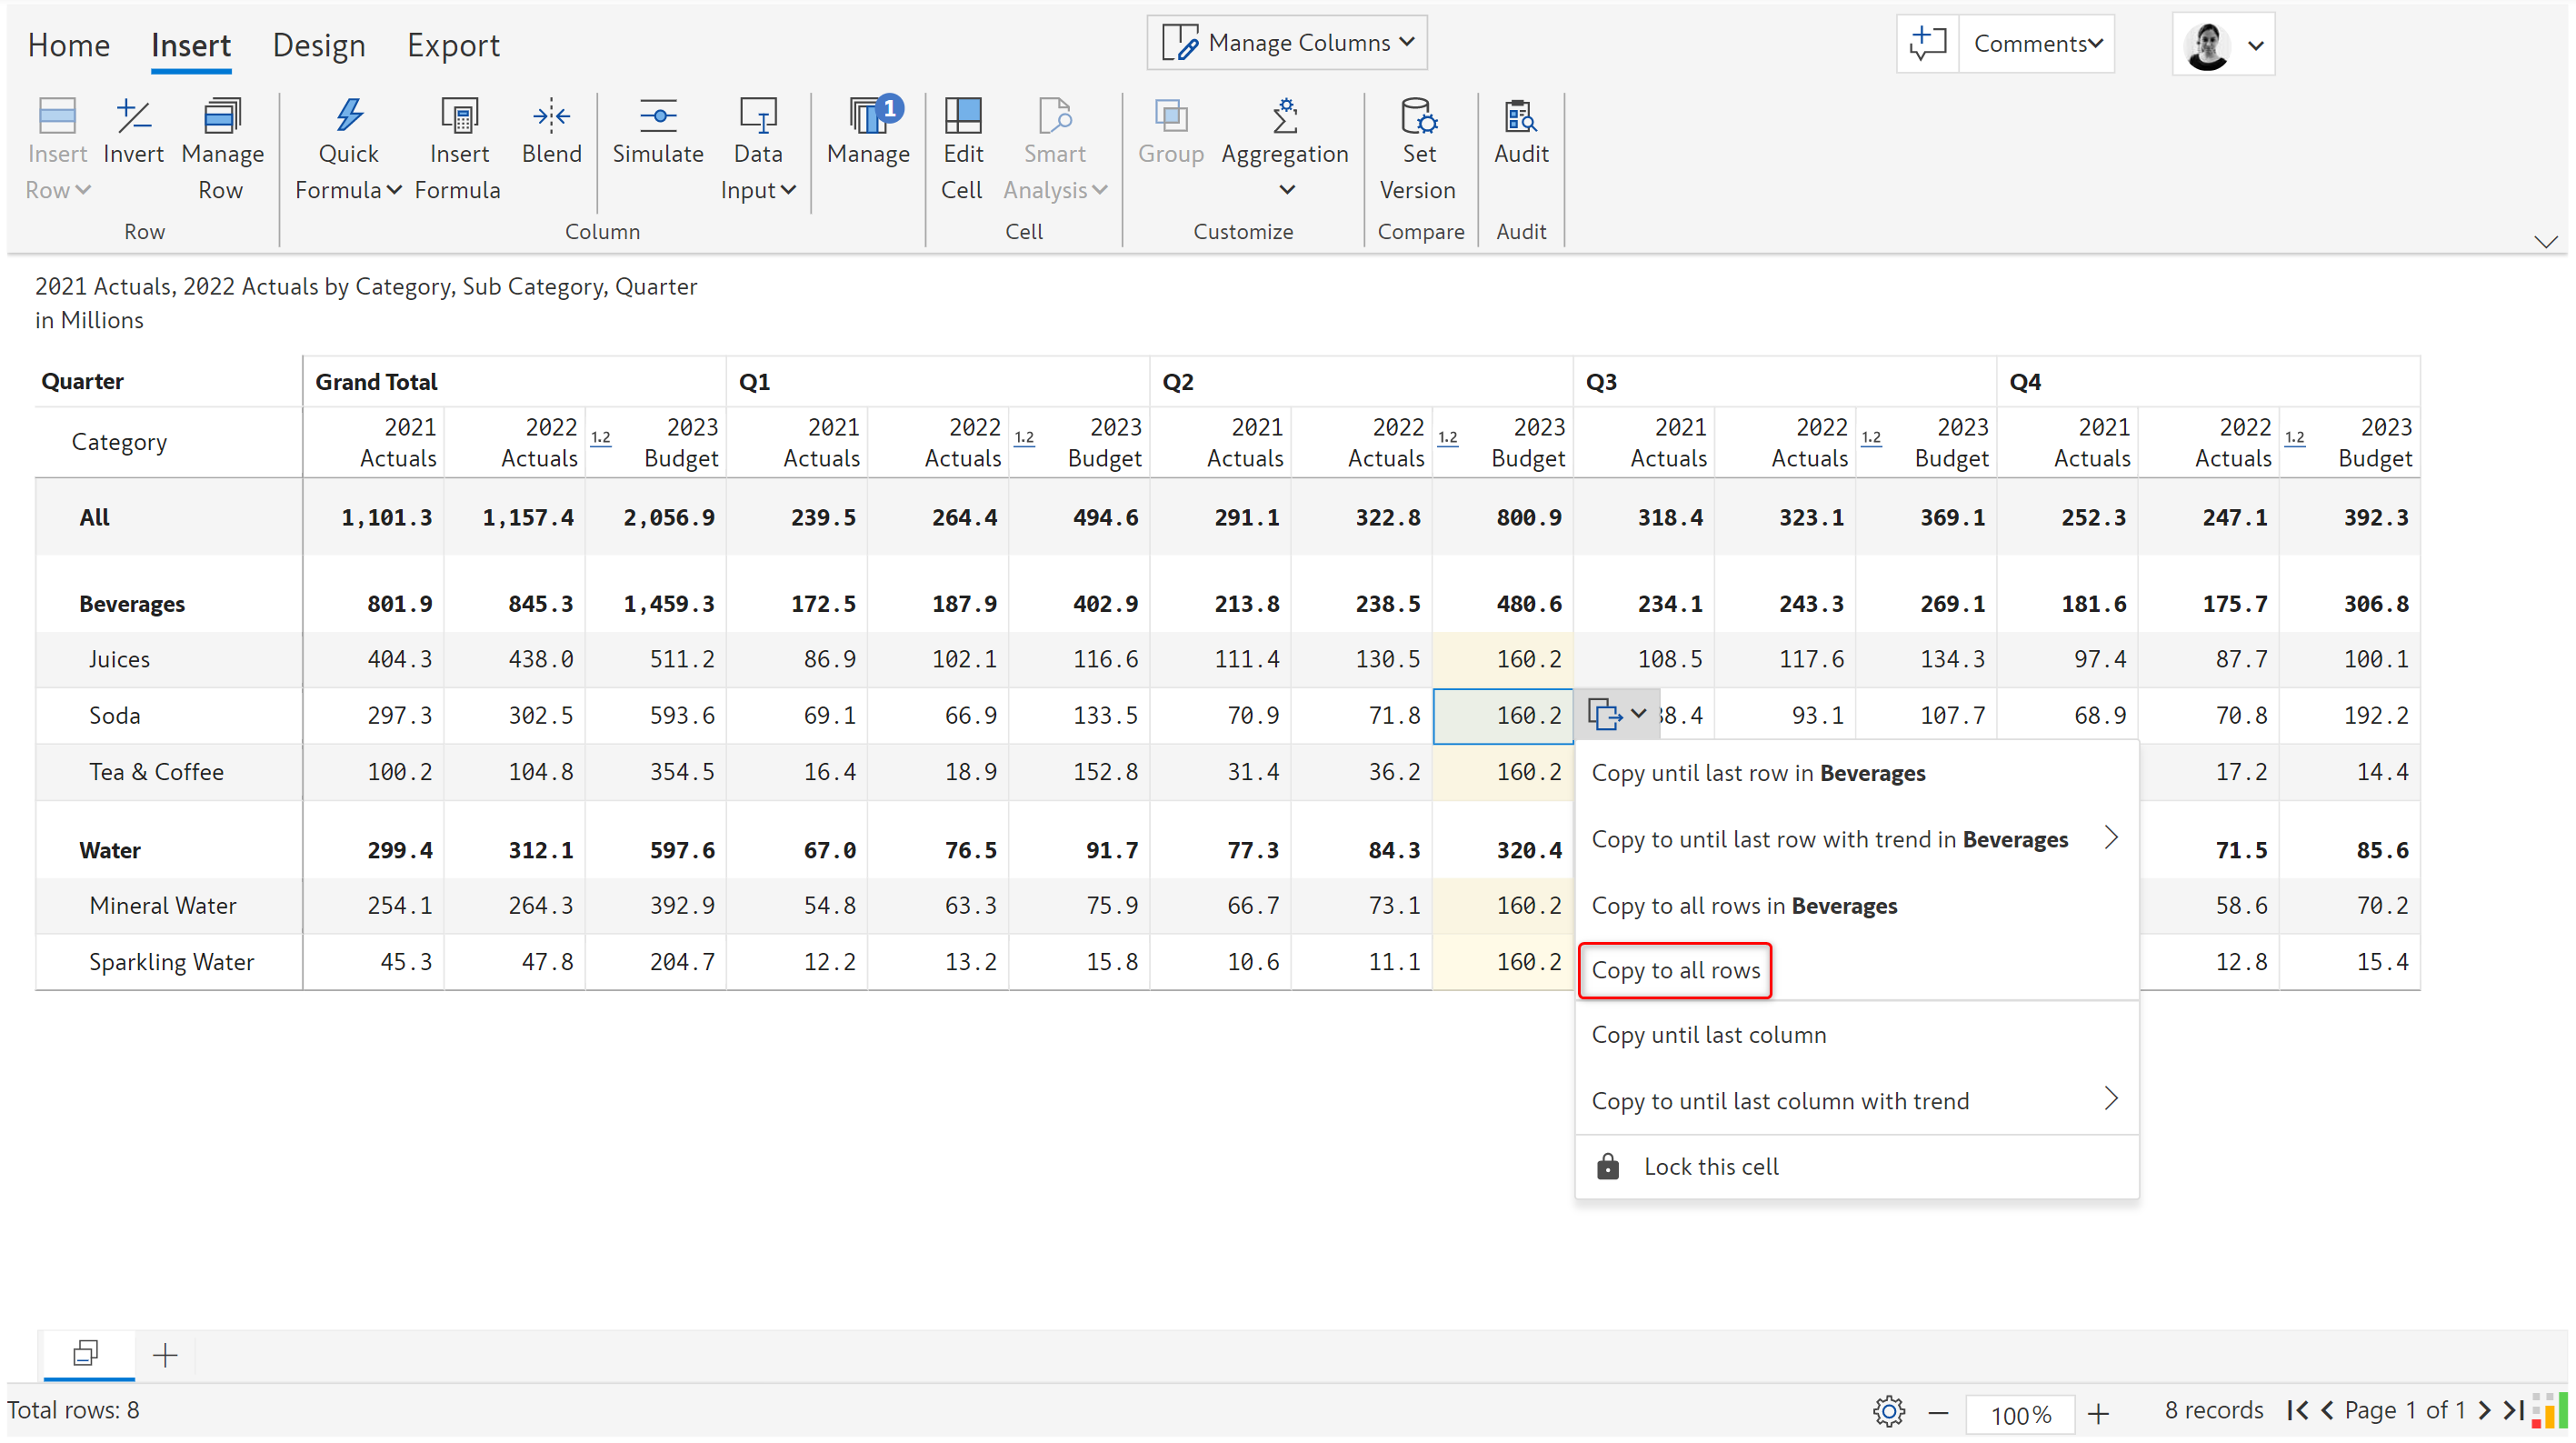 Home Insert Design Export Manage Columns Comments
1
Insert Invert Manage Quick Insert Blend Simulate Data Manage Edit Smart Group Aggregation Set Audit
Row Row Formula Formula Input Cell Analysis Version
Row Column Cell Customize Compare Audit
2021 Actuals, 2022 Actuals by Category, Sub Category, Quarter
in Millions
Quarter Grand Total Q1 Q2 Q3 Q4
2021 2022 1.2 2023 2021 2022 1.2 2023 2021 2022 1.2 2023 2021 2022 1.2 2023 2021 2022 1.2 2023
Category
Actuals Actuals Budget Actuals Actuals Budget Actuals Actuals Budget Actuals Actuals Budget Actuals Actuals Budget
All 1,101.3 1,157.4 2,056.9 239.5 264.4 494.6 291.1 322.8 800.9 318.4 323.1 369.1 252.3 247.1 392.3
Beverages 801.9 845.3 1,459.3 172.5 187.9 402.9 213.8 238.5 480.6 234.1 243.3 269.1 181.6 175.7 306.8
Juices 404.3 438.0 511.2 86.9 102.1 116.6 111.4 130.5 160.2 108.5 117.6 134.3 97.4 87.7 100.1
Soda 297.3 302.5 593.6 69.1 66.9 133.5 70.9 71.8 160.2 8.4 93.1 107.7 68.9 70.8 192.2
Tea & Coffee 100.2 104.8 354.5 16.4 18.9 152.8 31.4 36.2 160.2 17.2 14.4
Water 299.4 312.1 597.6 67.0 76.5 91.7 77.3 84.3 320.4 71.5 85.6
Mineral Water 254.1 264.3 392.9 54.8 63.3 75.9 66.7 73.1 160.2 58.6 70.2
Sparkling Water 45.3 47.8 204.7 12.2 13.2 15.8 10.6 11.1 160.2 12.8 15.4
Copy until last row in Beverages
Copy to until last row with trend in Beverages
Copy to all rows in Beverages
Copy to all rows
Copy until last column
Copy to until last column with trend
Lock this cell
Total rows: 8 100% 8 records Page 1 of 1